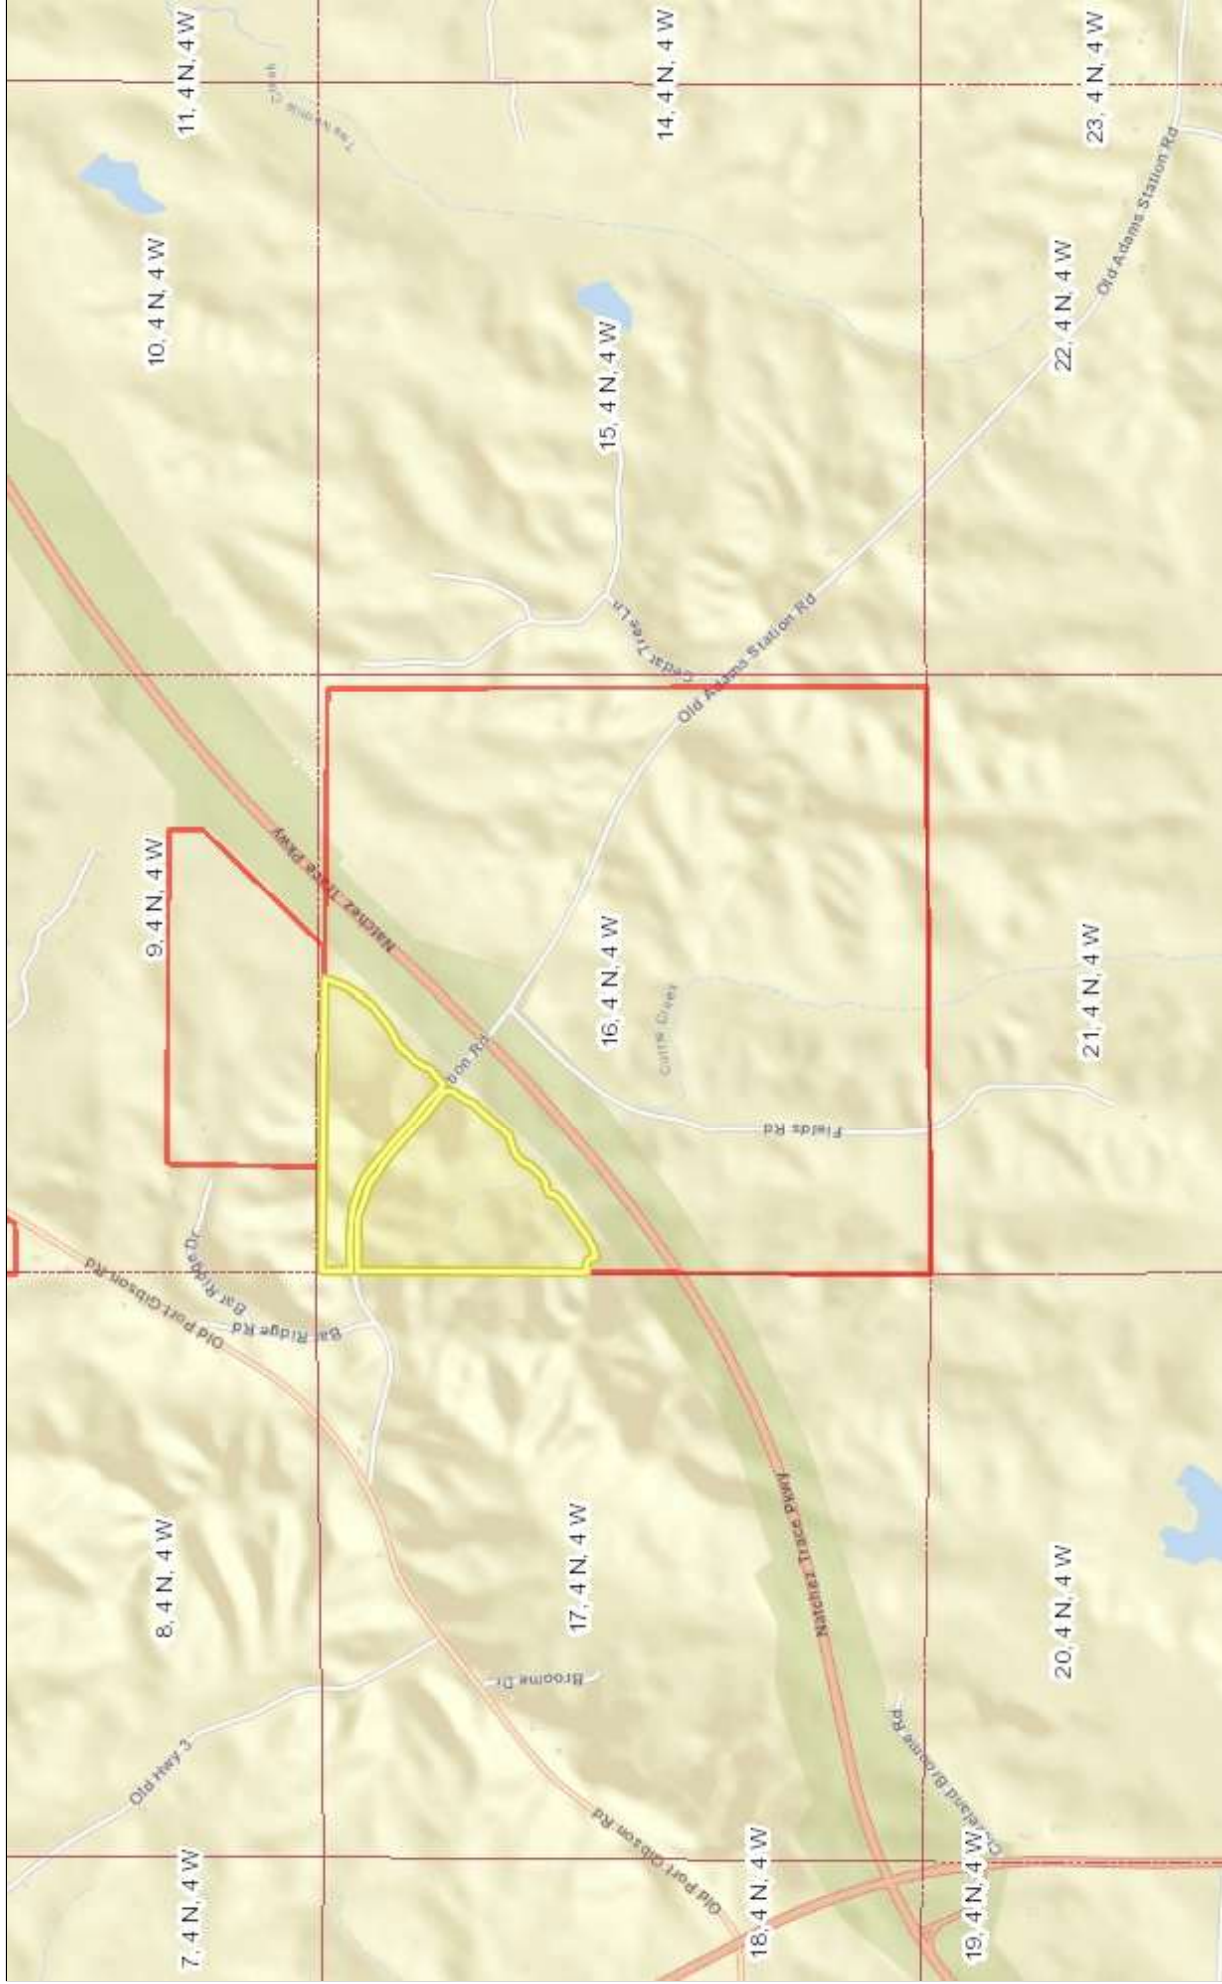 11, 4 N, 4 W
14, 4 N, 4 W
23, 4 N, 4 W
10, 4 N, 4 W
15, 4 N, 4 W
22, 4 N, 4 W
Old Adams Station Rd
Cedar Tree Ln
Old Adams Station Rd
9, 4 N, 4 W
Natchez Trace Pkwy
16, 4 N, 4 W
21, 4 N, 4 W
Rd
Fields Rd
Bar Ridge Dr
Bar Ridge Rd
Old Port Gibson Rd
8, 4 N, 4 W
17, 4 N, 4 W
20, 4 N, 4 W
Natchez Trace Pkwy
Broome Dr
Old Hwy 3
Broome Rd
Old Port Gibson Rd
7, 4 N, 4 W
18, 4 N, 4 W
19, 4 N, 4 W